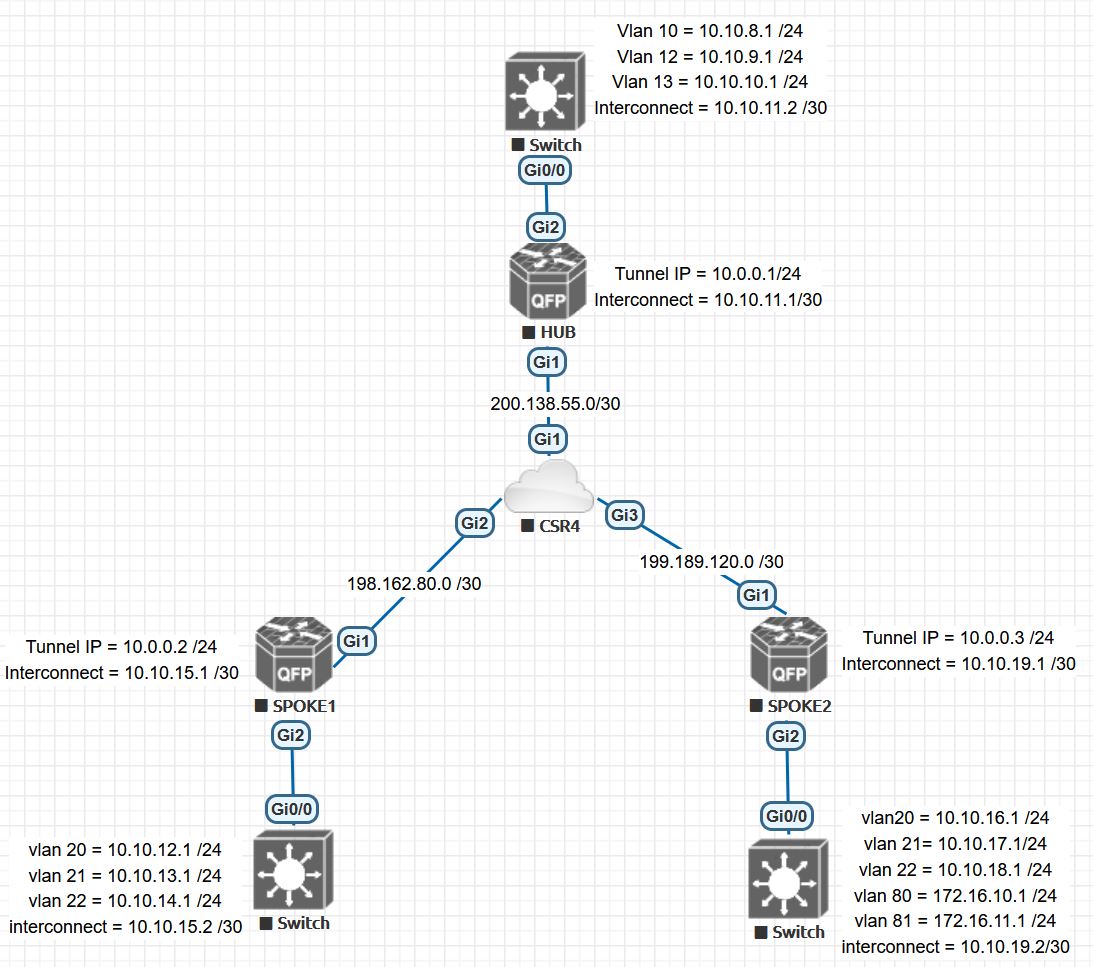 Vlan 10 = 10.10.8.1 /24
Vlan 12 = 10.10.9.1 /24
Vlan 13 = 10.10.10.1 /24
Interconnect = 10.10.11.2 /30
Switch
Gi0/0
Gi2
Tunnel IP = 10.0.0.1/24
Interconnect = 10.10.11.1/30
QFP
HUB
Gi1
200.138.55.0/30
Gi1
CSR4
Gi2
Gi3
198.162.80.0 /30
199.189.120.0 /30
Gi1
Gi1
Tunnel IP = 10.0.0.2 /24
Interconnect = 10.10.15.1 /30
QFP
SPOKE1
Tunnel IP = 10.0.0.3 /24
Interconnect = 10.10.19.1 /30
QFP
SPOKE2
Gi2
Gi2
Gi0/0
Gi0/0
vlan 20 = 10.10.12.1 /24
vlan 21 = 10.10.13.1 /24
vlan 22 = 10.10.14.1 /24
interconnect = 10.10.15.2 /30
Switch
vlan20 = 10.10.16.1 /24
vlan 21= 10.10.17.1/24
vlan 22 = 10.10.18.1 /24
vlan 80 = 172.16.10.1 /24
vlan 81 = 172.16.11.1 /24
interconnect = 10.10.19.2/30
Switch